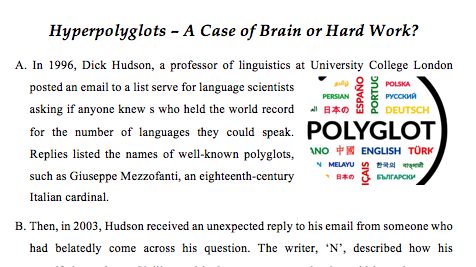 Hyperpolyglots – A Case of Brain or Hard Work?
A. In 1996, Dick Hudson, a professor of linguistics at University College London
posted an email to a list serve for language scientists
asking if anyone knew s who held the world record
for the number of languages they could speak.
Replies listed the names of well-known polyglots,
such as Giuseppe Mezzofanti, an eighteenth-century
Italian cardinal.
தமிழ் ESPAÑO PORTUG POLSKA
PERSIAN РУССКИЙ
日本の DEUTSCH
POLYGLOT
ANO 中國 ENGLISH TÜRK
MELAYU ÇAIS 한국의
日本の БЪЛГАРСКИ
B. Then, in 2003, Hudson received an unexpected reply to his email from someone who
had belatedly come across his question. The writer, ‘N’, described how his